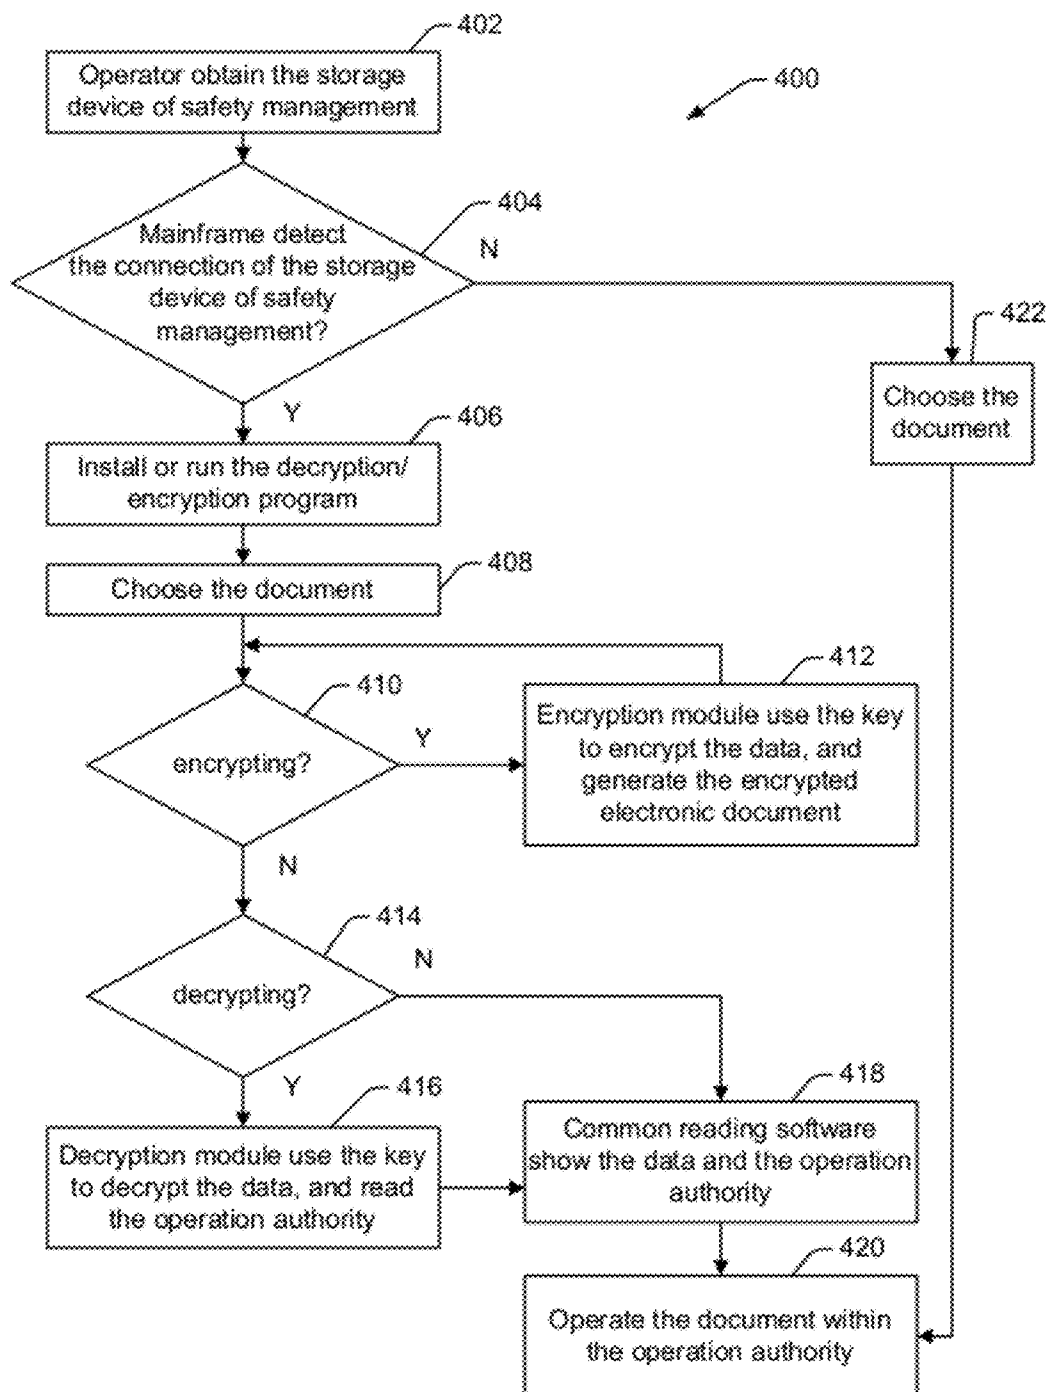 402
Operator obtain the storage
device of safety management
400
404
Mainframe detect
the connection of the storage
device of safety
management?
N
422
Choose the
document
Y
406
Install or run the decryption/
encryption program
408
Choose the document
412
410
Encryption module use the key
to encrypt the data, and
generate the encrypted
electronic document
encrypting?
Y
N
414
decrypting?
N
Y
416
418
Decryption module use the key
to decrypt the data, and read
the operation authority
Common reading software
show the data and the operation
authority
420
Operate the document within
the operation authority